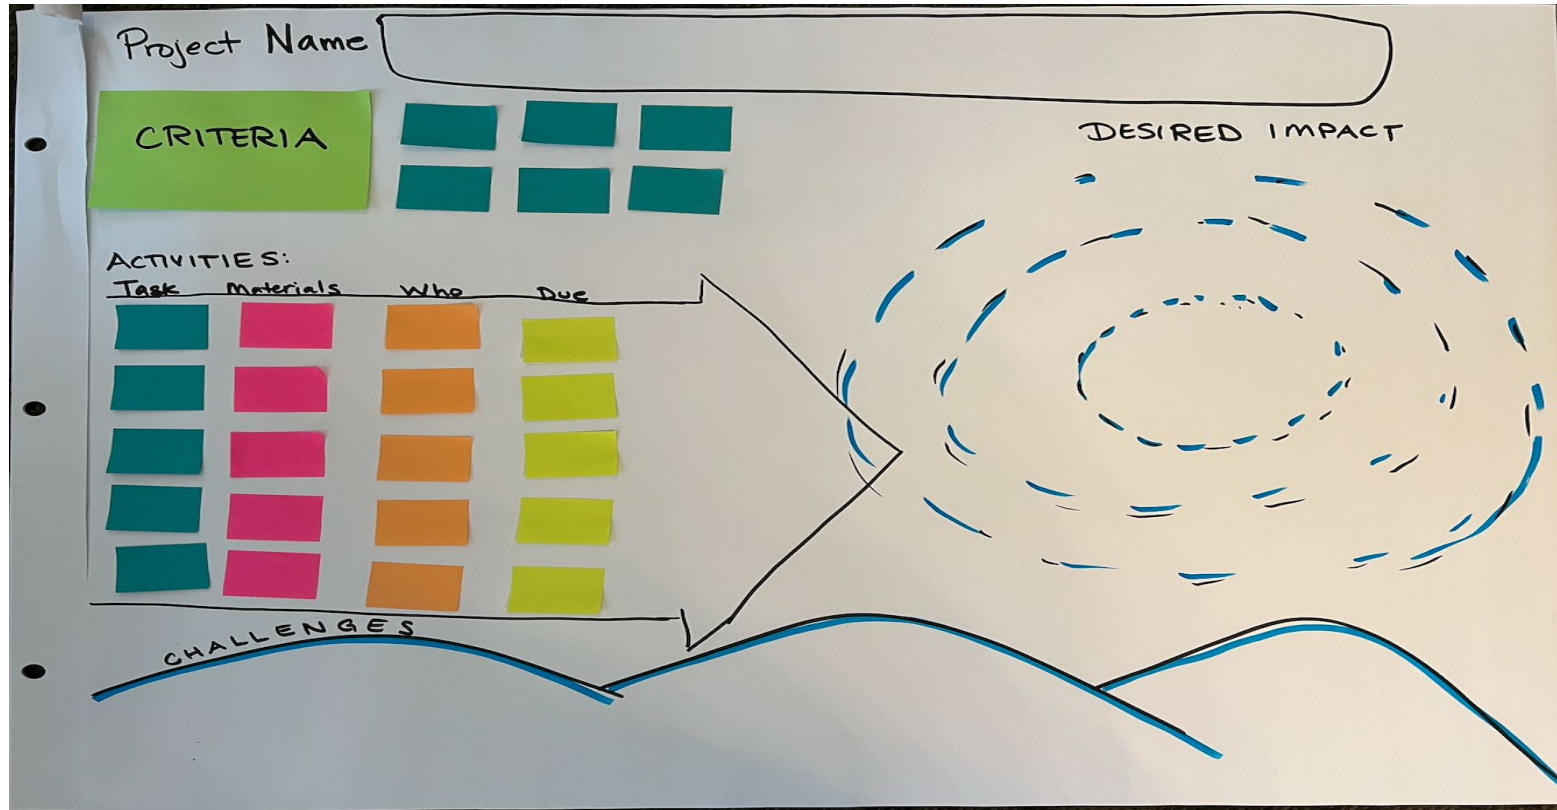 Project Name
CRITERIA
DESIRED IMPACT
ACTIVITIES:
Task Materials Who Due
CHALLENGES